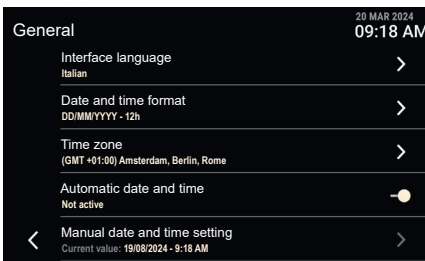 20 MAR 2024
General
09:18 AM
Interface language
Italian
Date and time format
DD/MM/YYYY - 12h
Time zone
(GMT +01:00) Amsterdam, Berlin, Rome
Automatic date and time
Not active
Manual date and time setting
Current value: 19/08/2024 - 9:18 AM